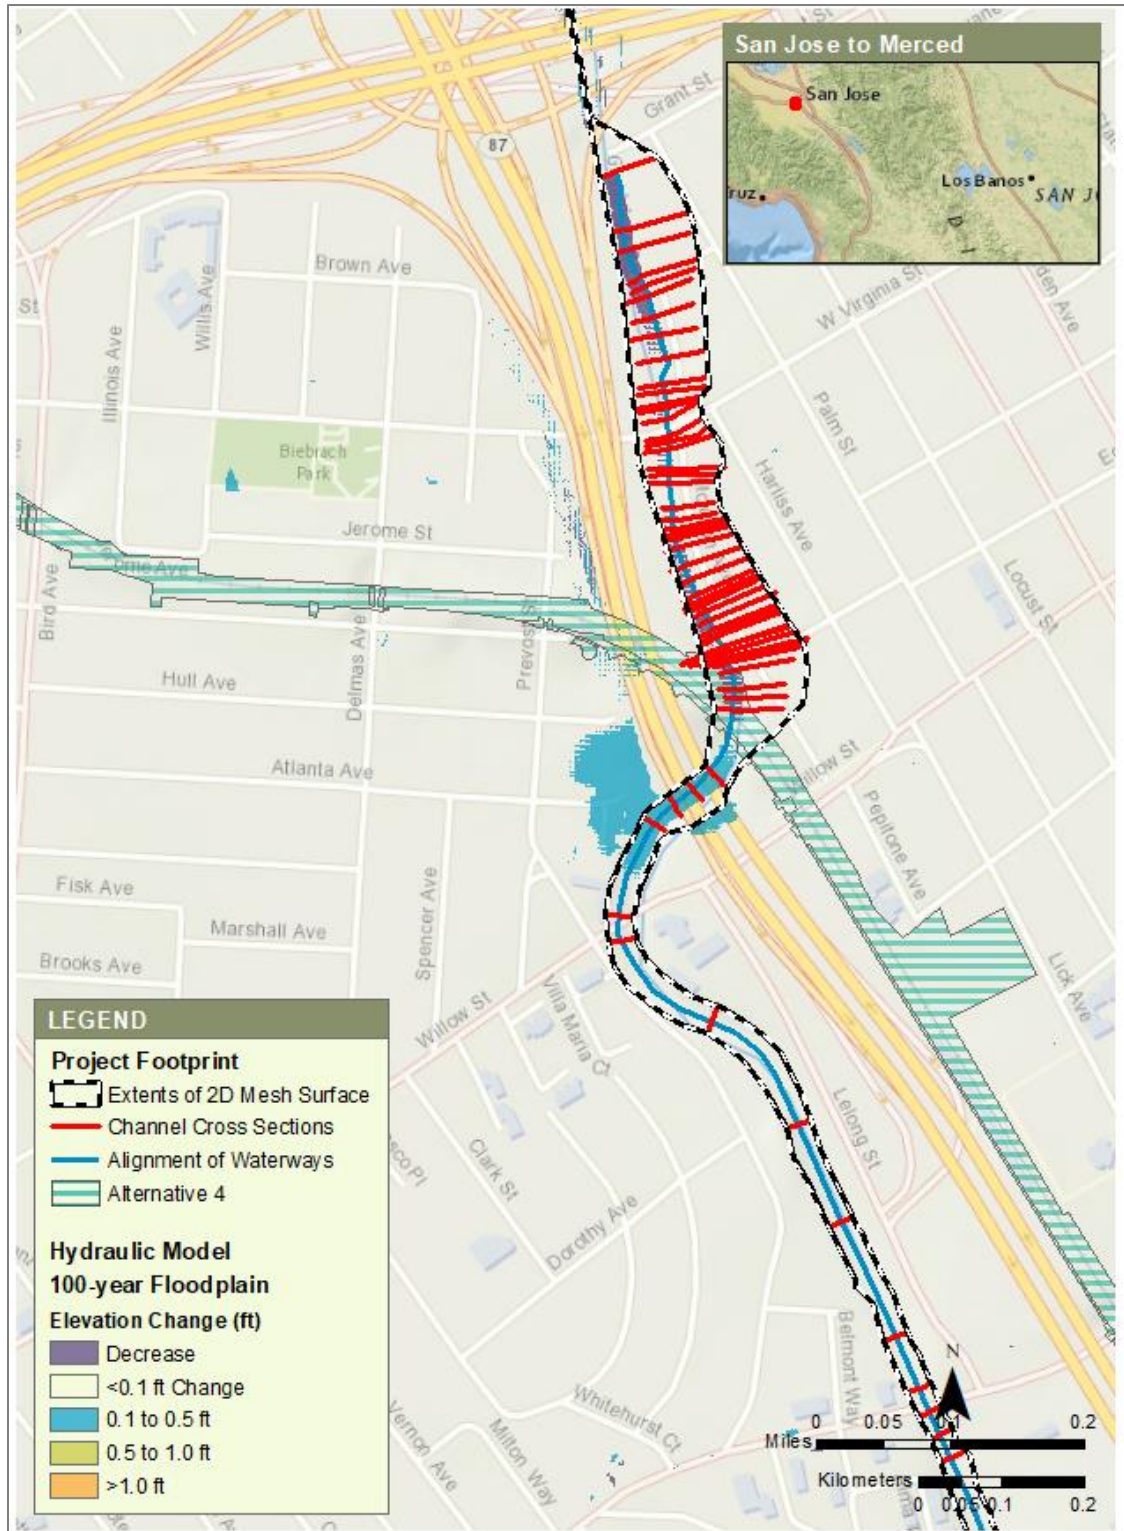 San Jose to Merced
San Jose
Los Banos
SAN J
ruz
D I
Grant St
87
Brown Ave
Willis Ave
Illinois Ave
St
W Virginia St
den Ave
Palm St
Biebrach
Park
Harliss Ave
Jerome St
Locust St
Bird Ave
Delmas Ave
Prevost S
Hull Ave
Atlanta Ave
illow St
Pepitone Ave
Fisk Ave
Spencer Ave
Marshall Ave
Brooks Ave
Lick Ave
Willow St
Villa Maria Ct
Lelong St
Clark St
asco Pl
Dorothy Ave
Belmont Way
Whitehurst Ct
Vernon Ave
Milton Way
LEGEND
Project Footprint
Extents of 2D Mesh Surface
Channel Cross Sections
Alignment of Waterways
Alternative 4
Hydraulic Model
100-year Floodplain
Elevation Change (ft)
Decrease
<0.1 ft Change
0.1 to 0.5 ft
0.5 to 1.0 ft
>1.0 ft
N
0 0.05 0.1 0.2
Miles
Kilometers
0 0.05 0.1 0.2